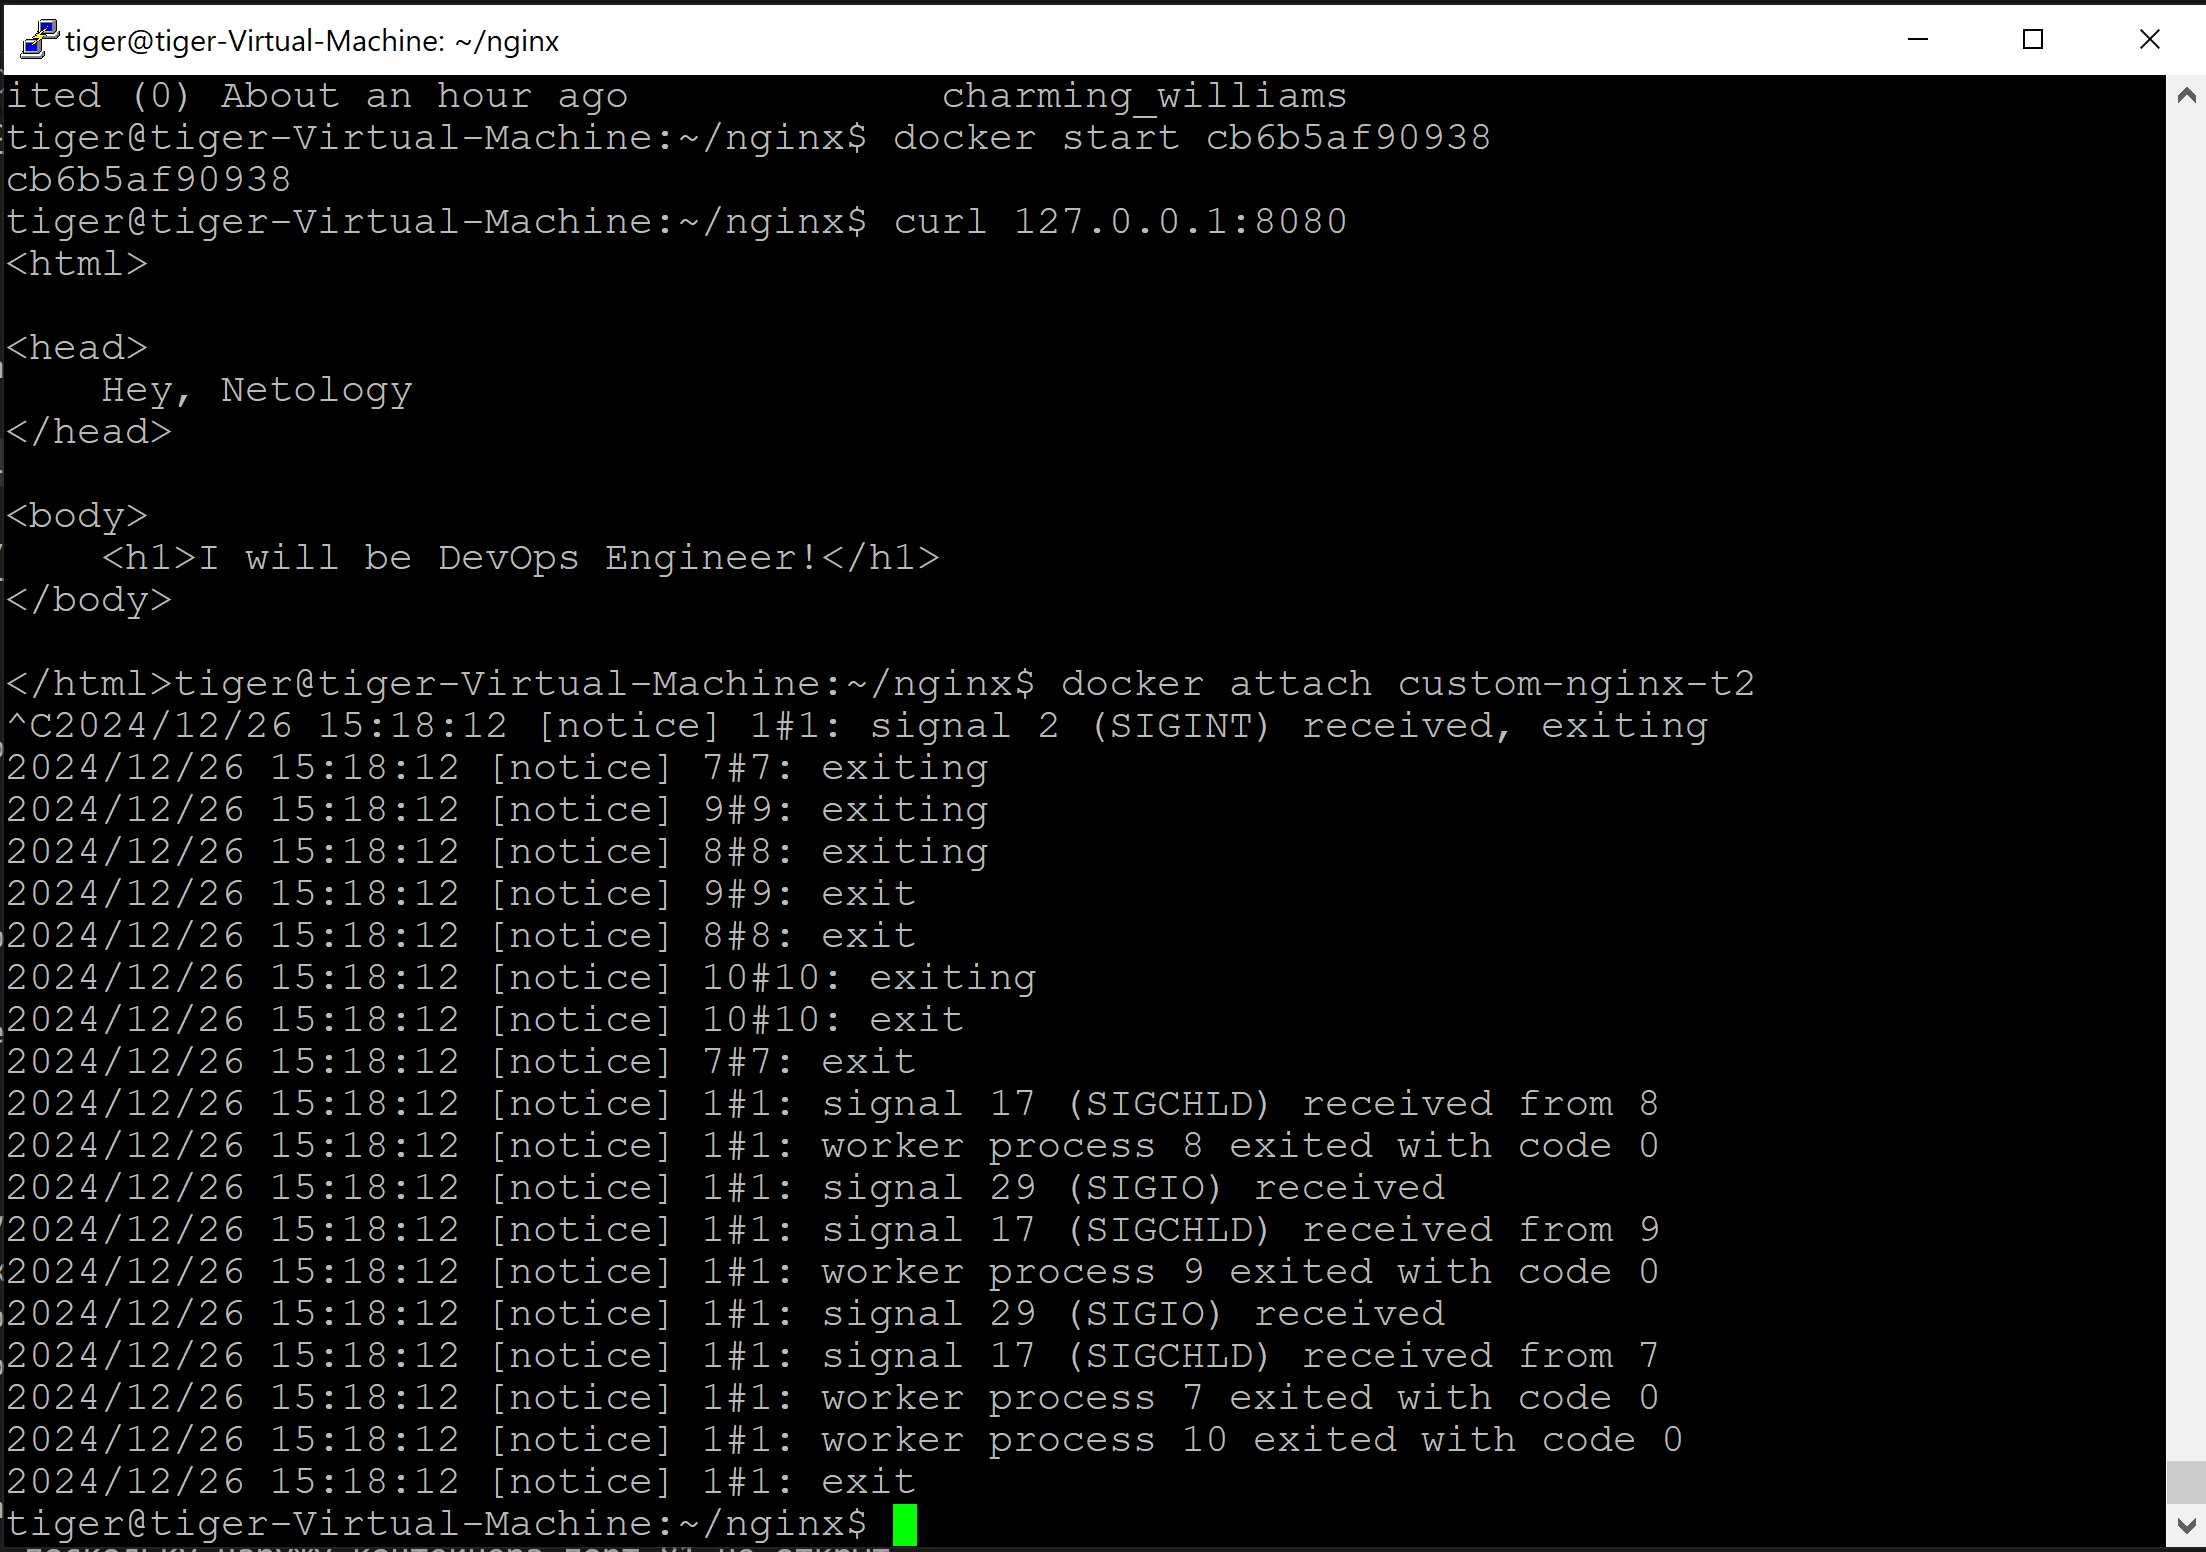 tiger@tiger-Virtual-Machine: ~/nginx
ited (0) About an hour ago             charming_williams
tiger@tiger-Virtual-Machine:~/nginx$ docker start cb6b5af90938
cb6b5af90938
tiger@tiger-Virtual-Machine:~/nginx$ curl 127.0.0.1:8080
<html>

<head>
    Hey, Netology
</head>

<body>
    <h1>I will be DevOps Engineer!</h1>
</body>

</html>tiger@tiger-Virtual-Machine:~/nginx$ docker attach custom-nginx-t2
^C2024/12/26 15:18:12 [notice] 1#1: signal 2 (SIGINT) received, exiting
2024/12/26 15:18:12 [notice] 7#7: exiting
2024/12/26 15:18:12 [notice] 9#9: exiting
2024/12/26 15:18:12 [notice] 8#8: exiting
2024/12/26 15:18:12 [notice] 9#9: exit
2024/12/26 15:18:12 [notice] 8#8: exit
2024/12/26 15:18:12 [notice] 10#10: exiting
2024/12/26 15:18:12 [notice] 10#10: exit
2024/12/26 15:18:12 [notice] 7#7: exit
2024/12/26 15:18:12 [notice] 1#1: signal 17 (SIGCHLD) received from 8
2024/12/26 15:18:12 [notice] 1#1: worker process 8 exited with code 0
2024/12/26 15:18:12 [notice] 1#1: signal 29 (SIGIO) received
2024/12/26 15:18:12 [notice] 1#1: signal 17 (SIGCHLD) received from 9
2024/12/26 15:18:12 [notice] 1#1: worker process 9 exited with code 0
2024/12/26 15:18:12 [notice] 1#1: signal 29 (SIGIO) received
2024/12/26 15:18:12 [notice] 1#1: signal 17 (SIGCHLD) received from 7
2024/12/26 15:18:12 [notice] 1#1: worker process 7 exited with code 0
2024/12/26 15:18:12 [notice] 1#1: worker process 10 exited with code 0
2024/12/26 15:18:12 [notice] 1#1: exit
tiger@tiger-Virtual-Machine:~/nginx$